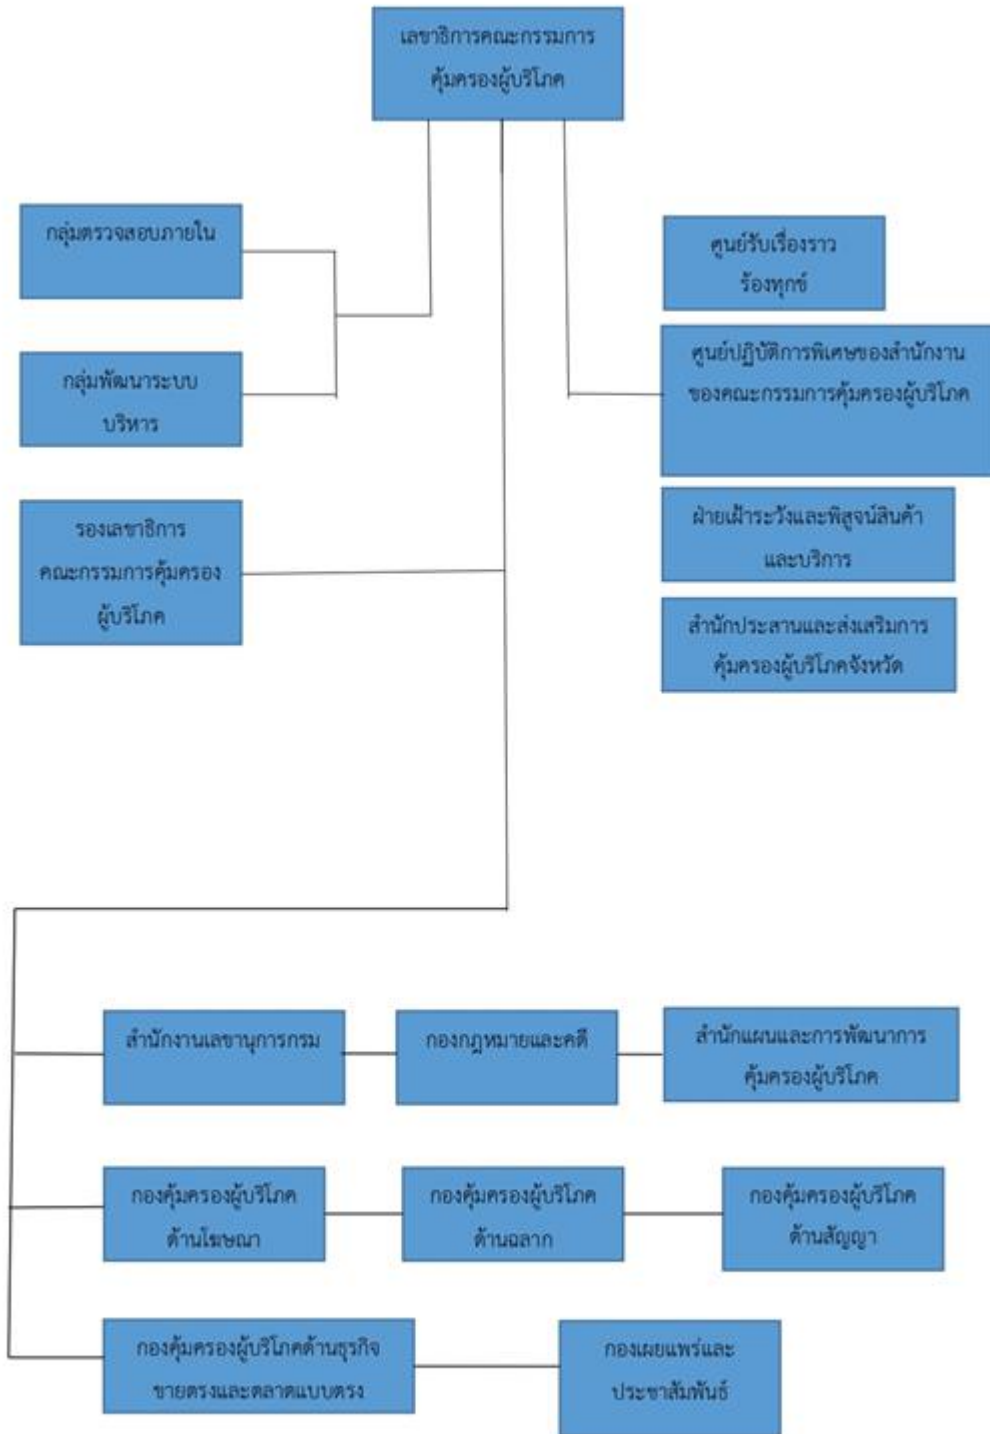 เลขาธิการคณะกรรมการ
คุ้มครองผู้บริโภค
กลุ่มตรวจสอบภายใน
กลุ่มพัฒนาระบบ
บริหาร
รองเลขาธิการ
คณะกรรมการคุ้มครอง
ผู้บริโภค
ศูนย์รับเรื่องราว
ร้องทุกข์
ศูนย์ปฏิบัติการพิเศษของสำนักงาน
ของคณะกรรมการคุ้มครองผู้บริโภค
ฝ่ายเฝ้าระวังและพิสูจน์สินค้า
และบริการ
สำนักประสานและส่งเสริมการ
คุ้มครองผู้บริโภคจังหวัด
สำนักงานเลขานุการกรม
กองกฎหมายและคดี
สำนักแผนและการพัฒนาการ
คุ้มครองผู้บริโภค
กองคุ้มครองผู้บริโภค
ด้านโฆษณา
กองคุ้มครองผู้บริโภค
ด้านฉลาก
กองคุ้มครองผู้บริโภค
ด้านสัญญา
กองคุ้มครองผู้บริโภคด้านธุรกิจ
ขายตรงและตลาดแบบตรง
กองเผยแพร่และ
ประชาสัมพันธ์